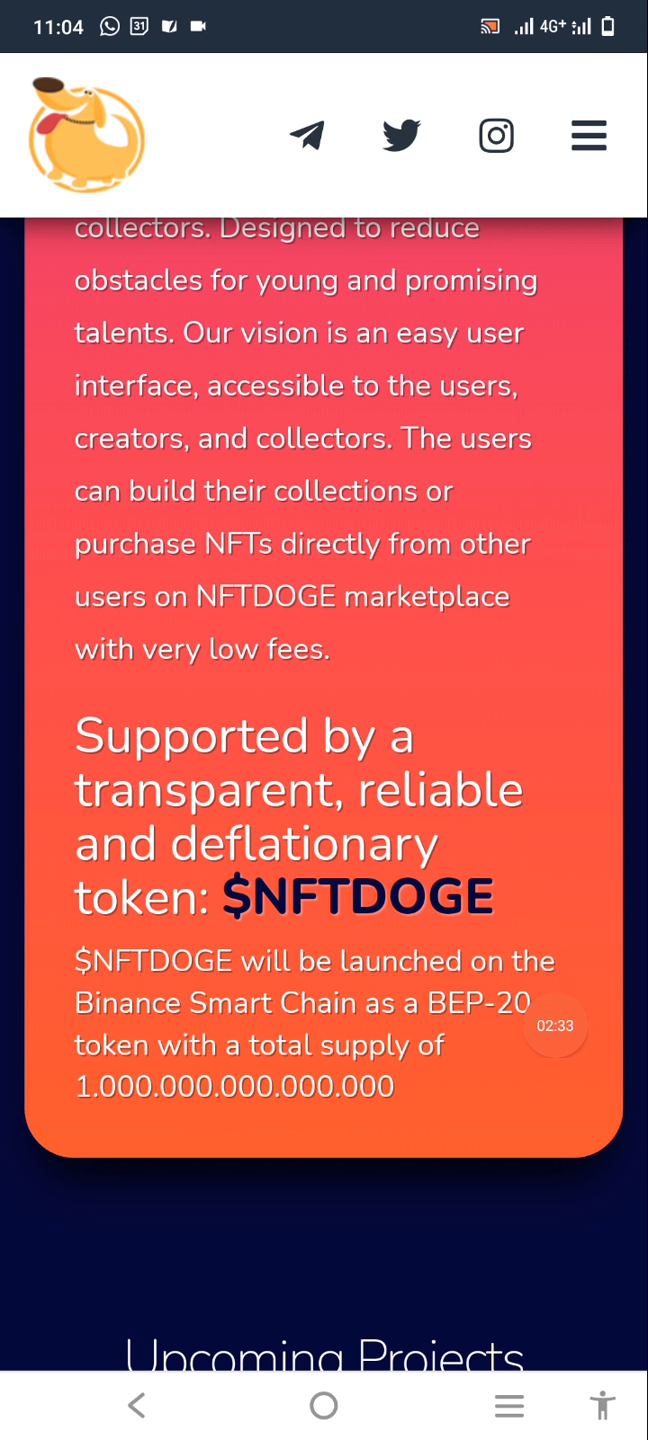 11:04
31
4G+
collectors. Designed to reduce
obstacles for young and promising
talents. Our vision is an easy user
interface, accessible to the users,
creators, and collectors. The users
can build their collections or
purchase NFTs directly from other
users on NFTDOGE marketplace
with very low fees.
Supported by a
transparent, reliable
and deflationary
token: $NFTDOGE
$NFTDOGE will be launched on the
Binance Smart Chain as a BEP-20
token with a total supply of
1.000.000.000.000.000
02:33
Upcoming Projects